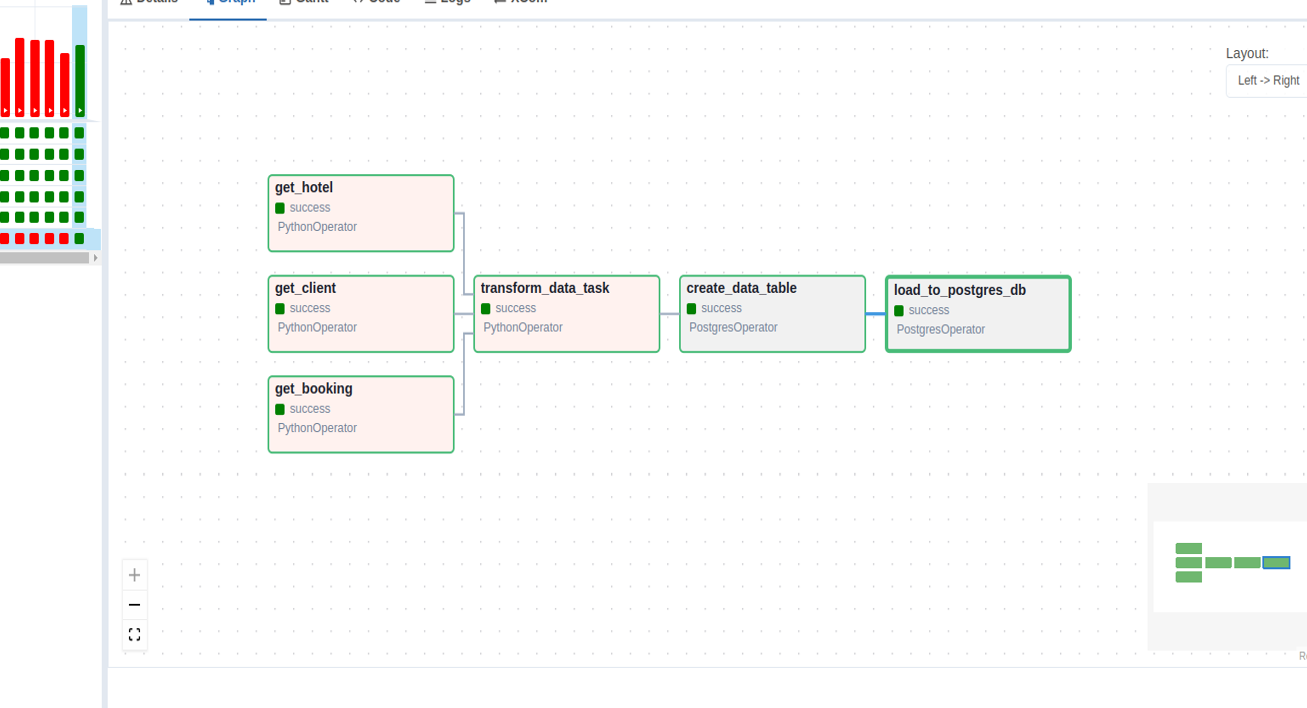 Details Graph Gantt Code Logs XCom
Layout:
Left -> Right
get_hotel
success
PythonOperator
get_client
success
PythonOperator
transform_data_task
success
PythonOperator
create_data_table
success
PostgresOperator
load_to_postgres_db
success
PostgresOperator
get_booking
success
PythonOperator